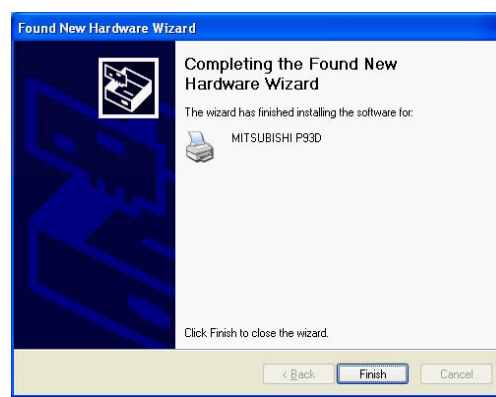 Found New Hardware Wizard
Completing the Found New
Hardware Wizard
The wizard has finished installing the software for:
MITSUBISHI P93D
Click Finish to close the wizard.
< Back
Finish
Cancel